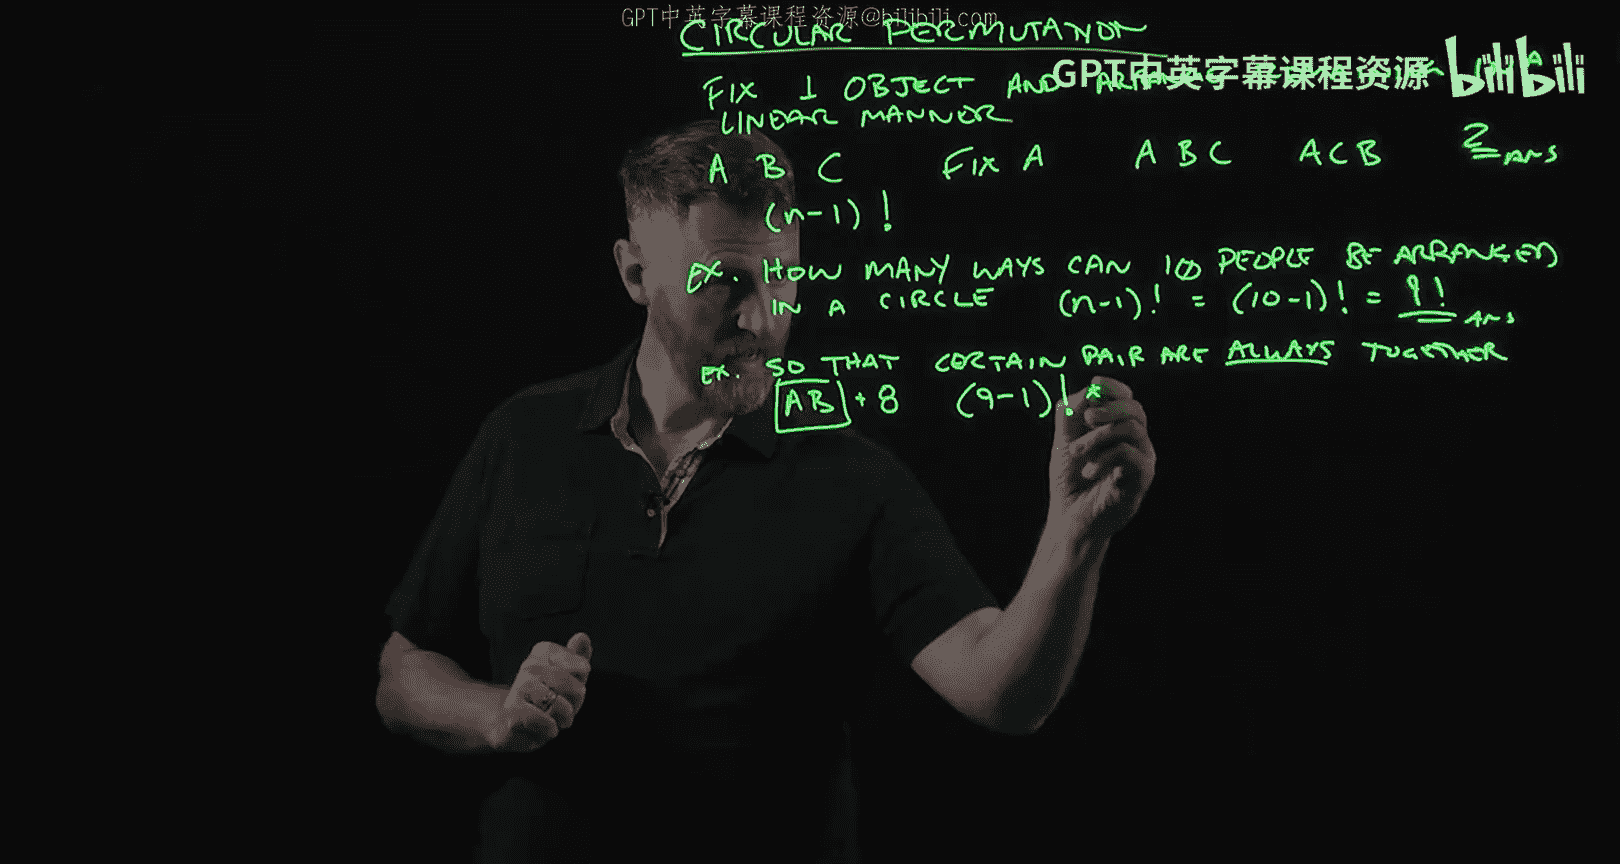 GPT中英字幕课程资源@bilibili.com
CIRCULAR PERMUTATION
GPT中英字幕课程资源 bilibili
FIX 1 OBJECT AND A
LINEAR MANNER
A B C FIX A A B C A C B 2 ANS
(n-1)!
EX. HOW MANY WAYS CAN 10 PEOPLE BE ARRANGED
IN A CIRCLE (n-1)! = (10-1)! = 9! ANS
EX. SO THAT CERTAIN PAIR ARE ALWAYS TOGETHER
AB + 8 (9-1)! *